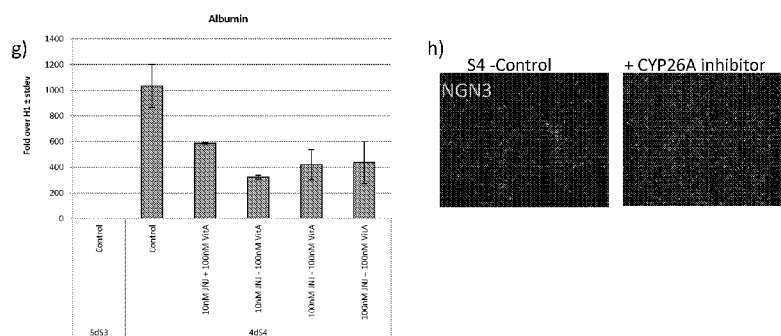 g)
Albumin
Fold over H1 ± stdev
1400
1200
1000
800
600
400
200
0
Control
Control
10nM JNJ + 100nM VitA
10nM JNJ - 100nM VitA
100nM JNJ - 100nM VitA
100nM JNJ – 100nM VitA
5dS3
4dS4
h)
S4 -Control
+ CYP26A inhibitor
NGN3